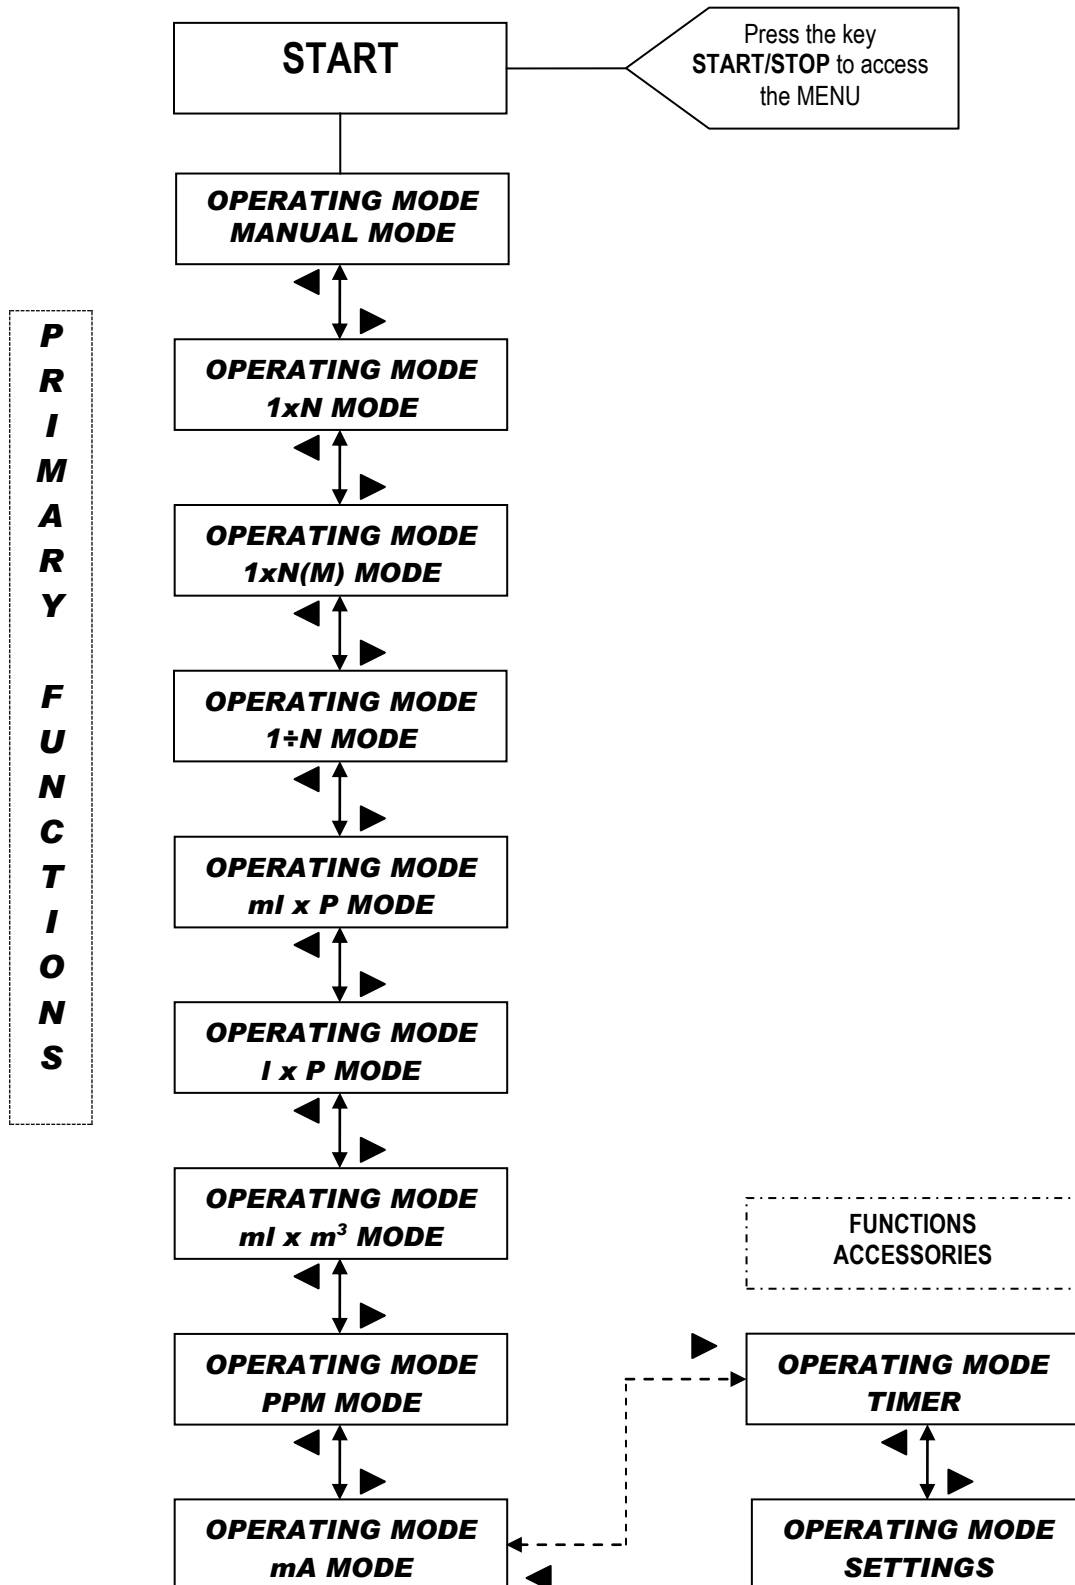 START
Press the key
START/STOP to access
the MENU
OPERATING MODE
MANUAL MODE
PRIMARY FUNCTIONS
OPERATING MODE
1xN MODE
OPERATING MODE
1xN(M) MODE
OPERATING MODE
1÷N MODE
OPERATING MODE
ml x P MODE
OPERATING MODE
l x P MODE
OPERATING MODE
ml x m³ MODE
FUNCTIONS
ACCESSORIES
OPERATING MODE
PPM MODE
OPERATING MODE
TIMER
OPERATING MODE
mA MODE
OPERATING MODE
SETTINGS